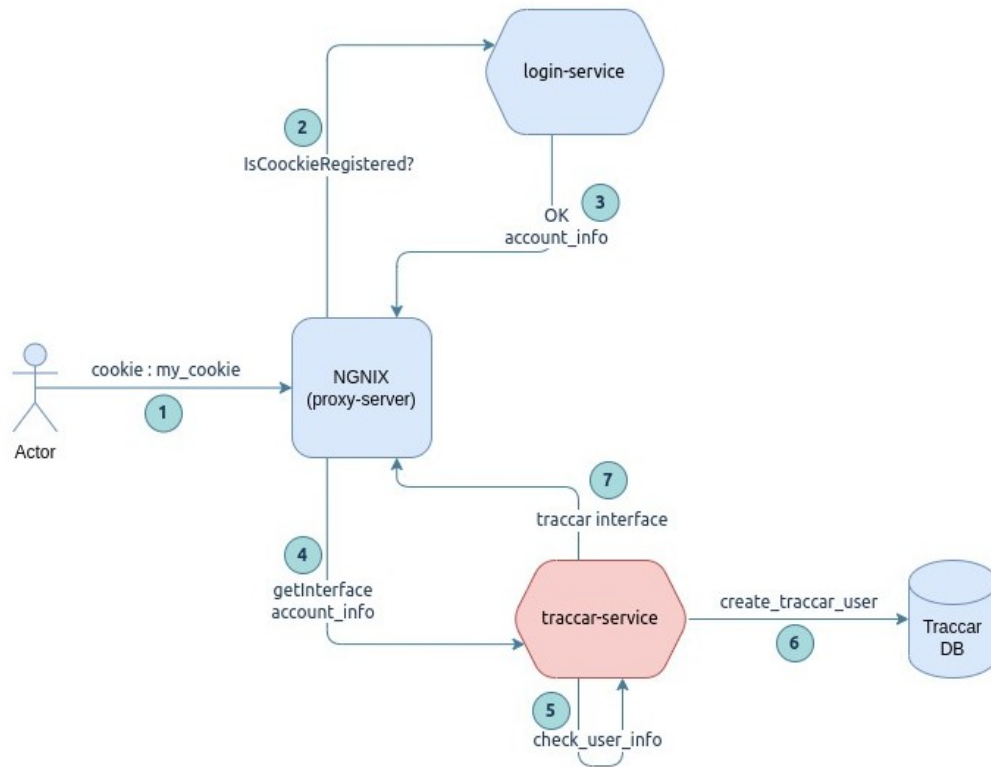 login-service
2
IsCoockieRegistered?
3
OK
account_info
cookie : my_cookie
1
Actor
NGNIX
(proxy-server)
7
traccar interface
4
getInterface
account_info
traccar-service
create_traccar_user
6
Traccar
DB
5
check_user_info